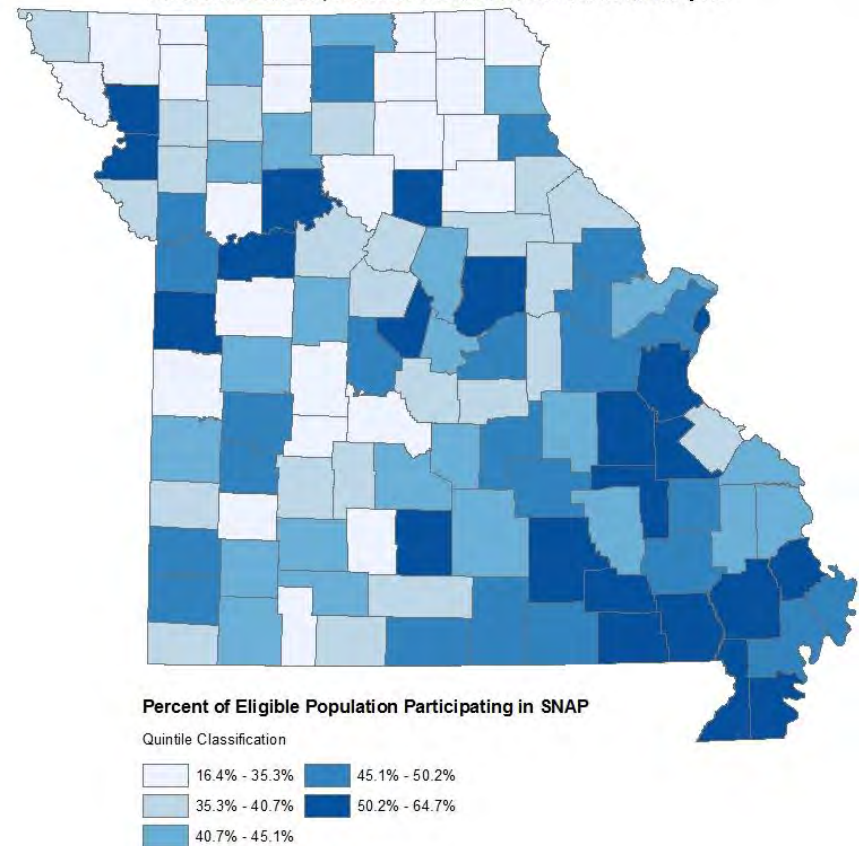 Percent of Eligible Population Participating in SNAP
Quintile Classification
16.4% - 35.3%
35.3% - 40.7%
40.7% - 45.1%
45.1% - 50.2%
50.2% - 64.7%